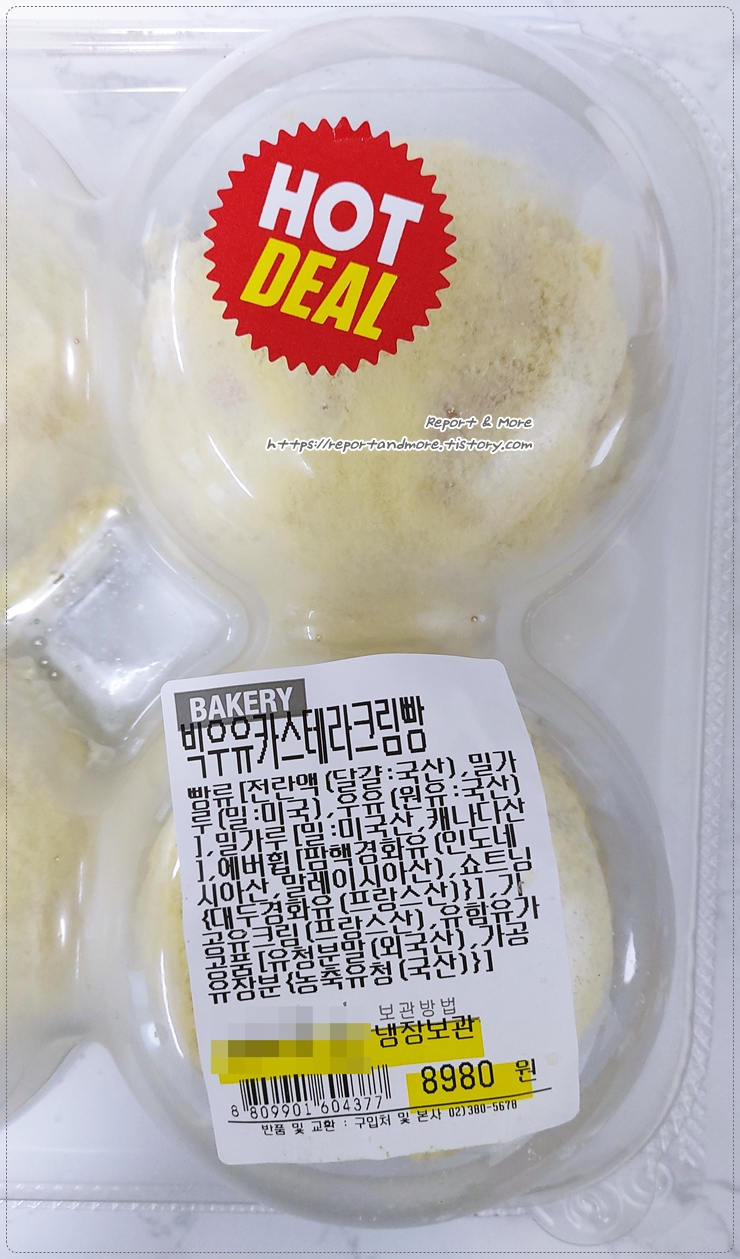 HOT
DEAL
Report & More
https://reportandmore.tistory.com
BAKERY
빅우유카스테라크림빵
빵류[전란액(달걀:국산),밀가
루(밀:미국),우유(원유:국산)
],밀가루[밀:미국산,캐나다산
],에버휩[팜핵경화유(인도네
시아산,말레이시아산),쇼트닝
{대두경화유(프랑스산)}],가
공유크림(프랑스산),유함유가
공품[유청분말(외국산),가공
유장분{농축유청(국산)}]
보관방법
냉장보관
8980 원
8 809901 604377
반품 및 교환 : 구입처 및 본사 02)380-5678